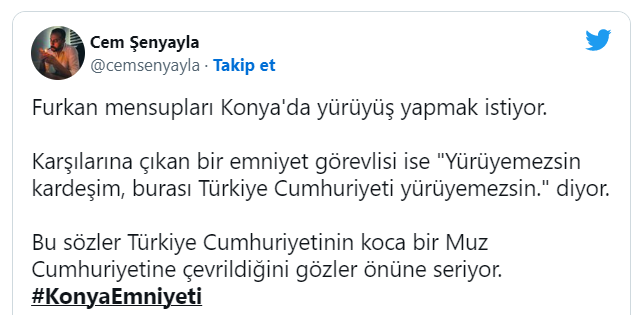 Cem Şenyayla
@cemsenyayla · Takip et
Furkan mensupları Konya'da yürüyüş yapmak istiyor.
Karşılarına çıkan bir emniyet görevlisi ise "Yürüyemezsin
kardeşim, burası Türkiye Cumhuriyeti yürüyemezsin." diyor.
Bu sözler Türkiye Cumhuriyetinin koca bir Muz
Cumhuriyetine çevrildiğini gözler önüne seriyor.
#KonyaEmniyeti